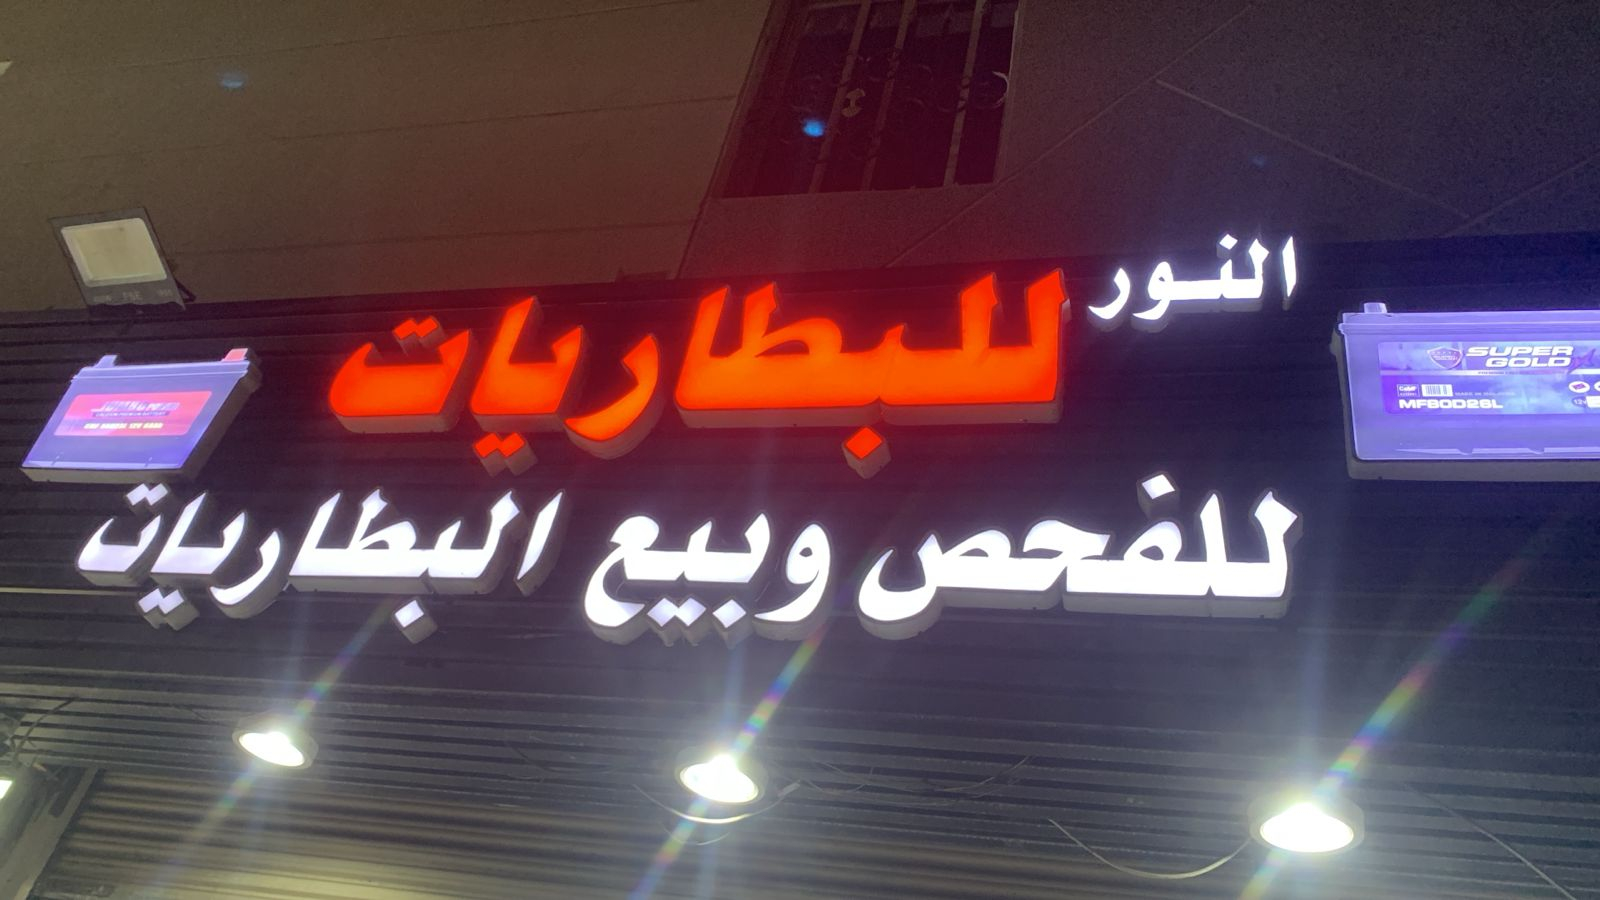 النور
للبطاريات
للفحص وبيع البطاريات
SUPER
GOLD
MF80D26L